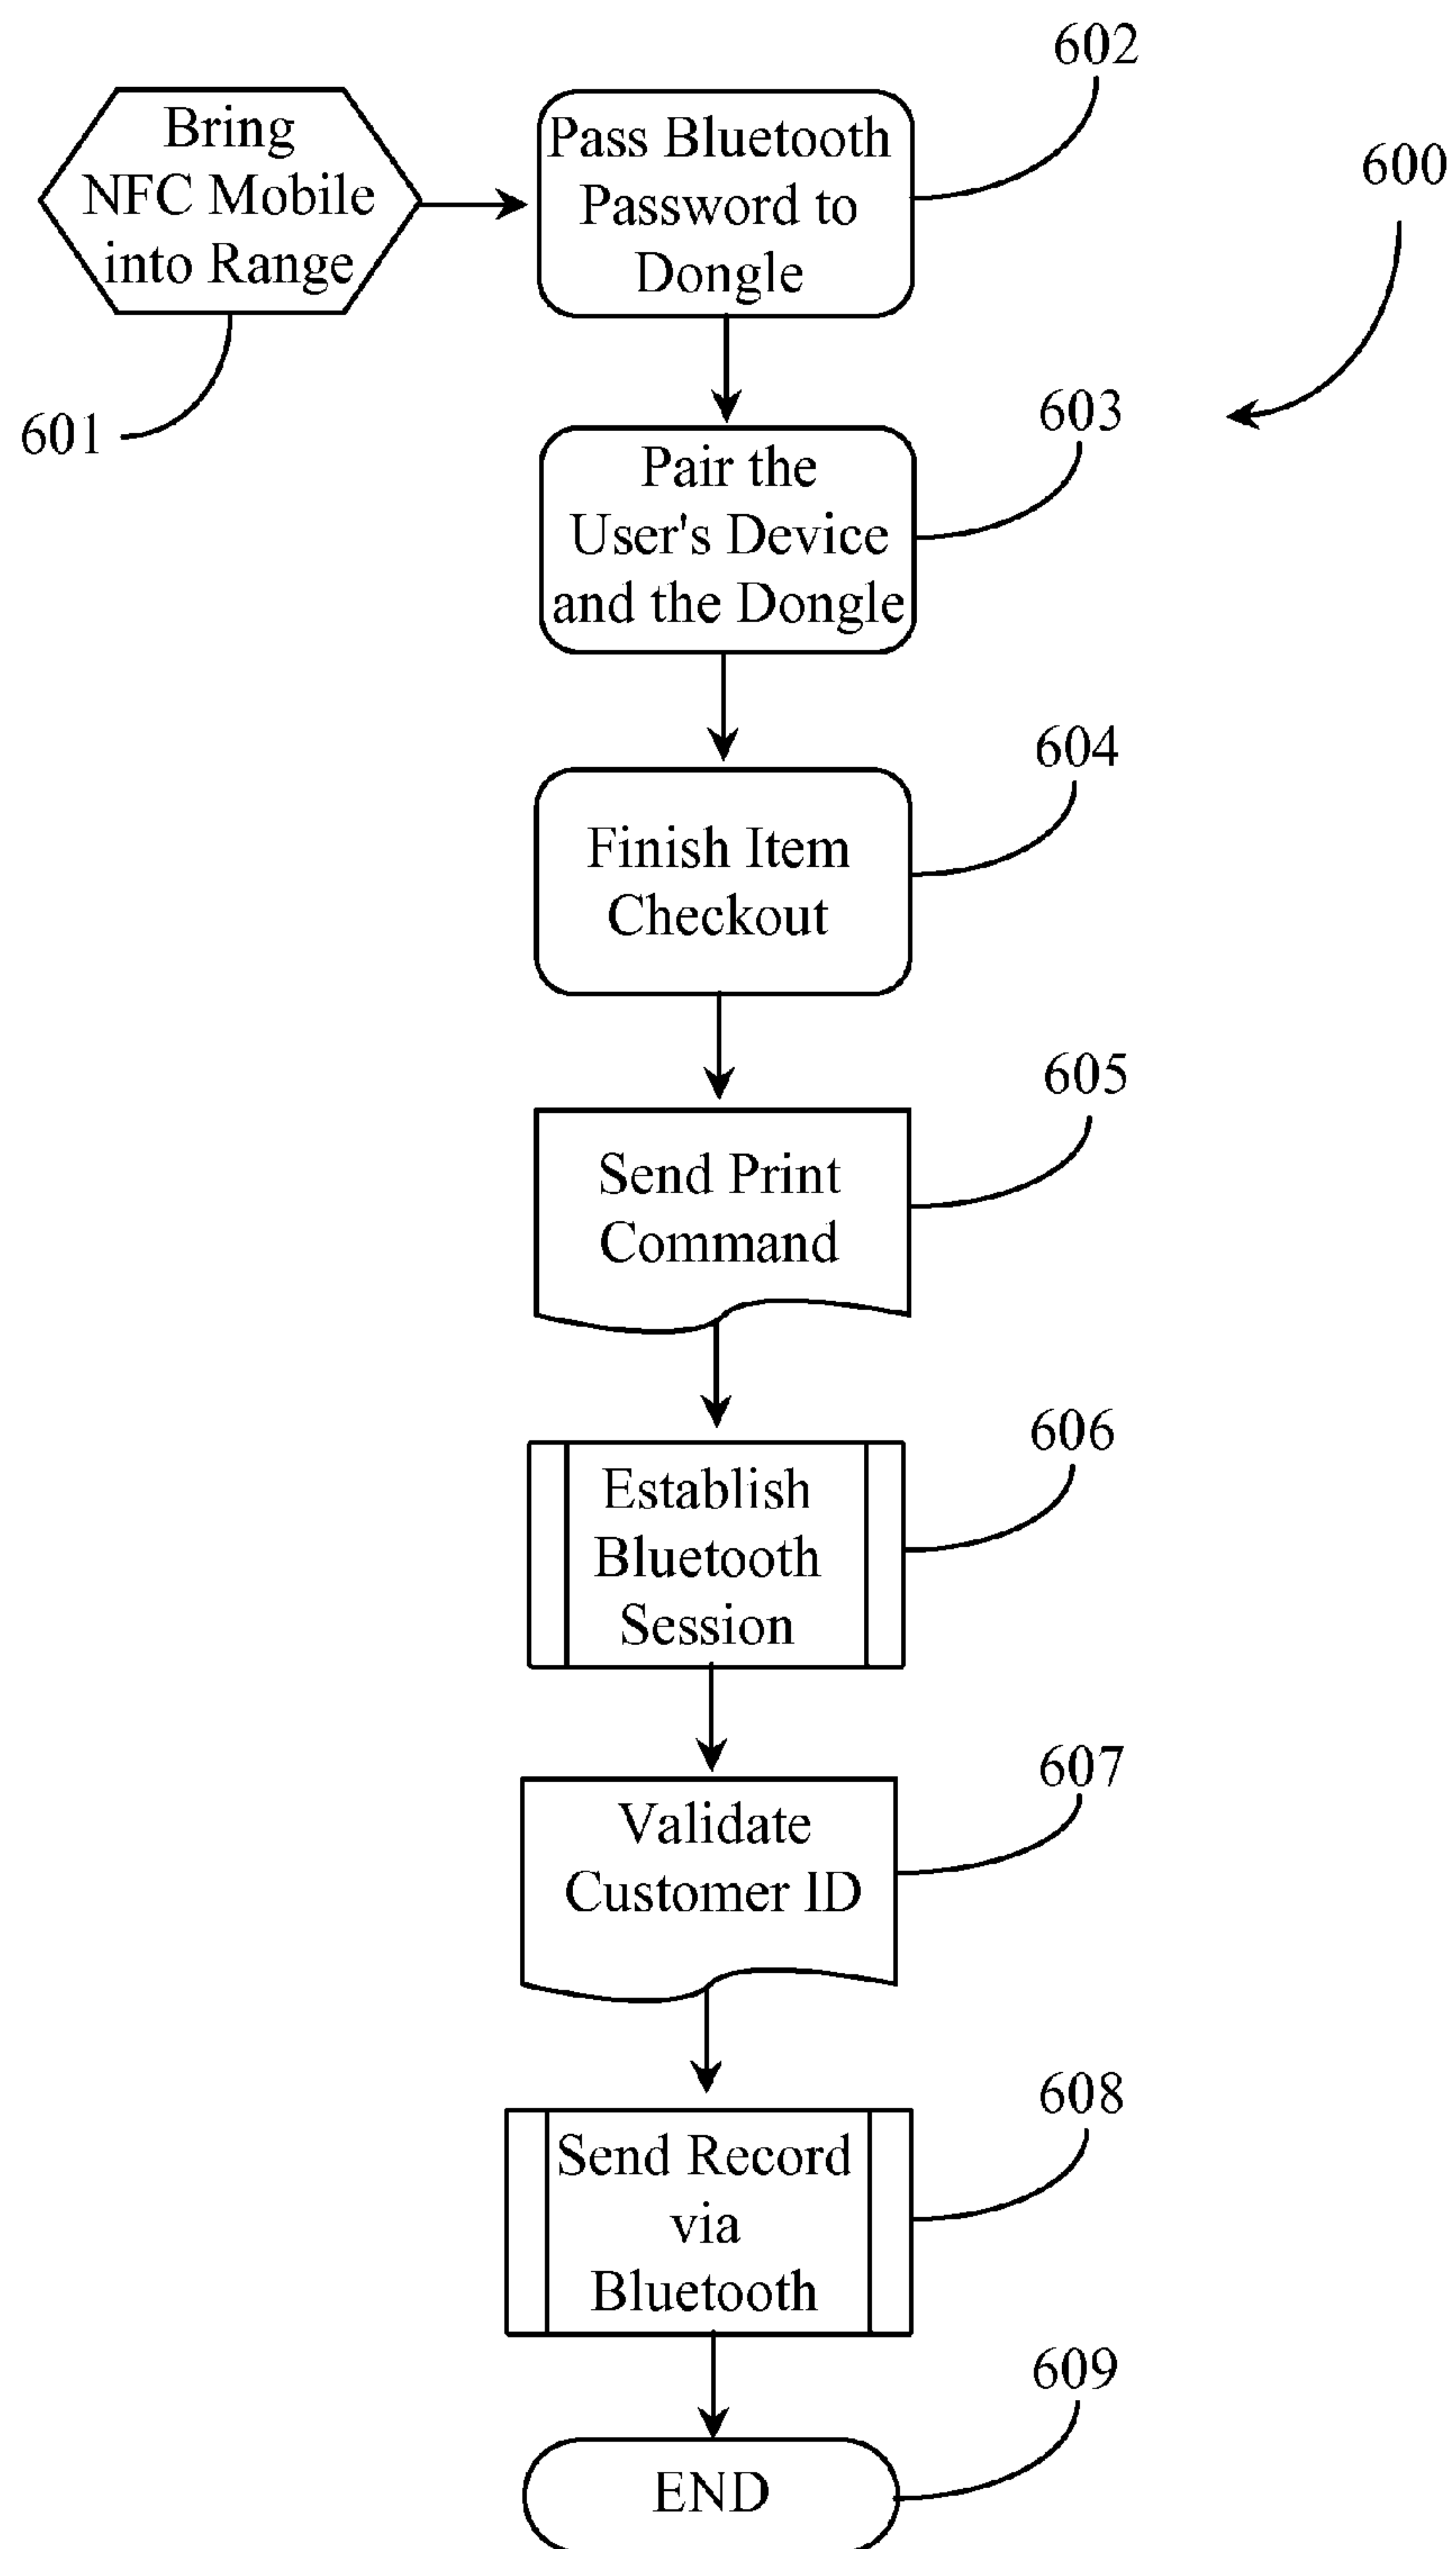 602
Bring
NFC Mobile
into Range
Pass Bluetooth
Password to
Dongle
600
601
603
Pair the
User's Device
and the Dongle
604
Finish Item
Checkout
605
Send Print
Command
606
Establish
Bluetooth
Session
607
Validate
Customer ID
608
Send Record
via
Bluetooth
609
END